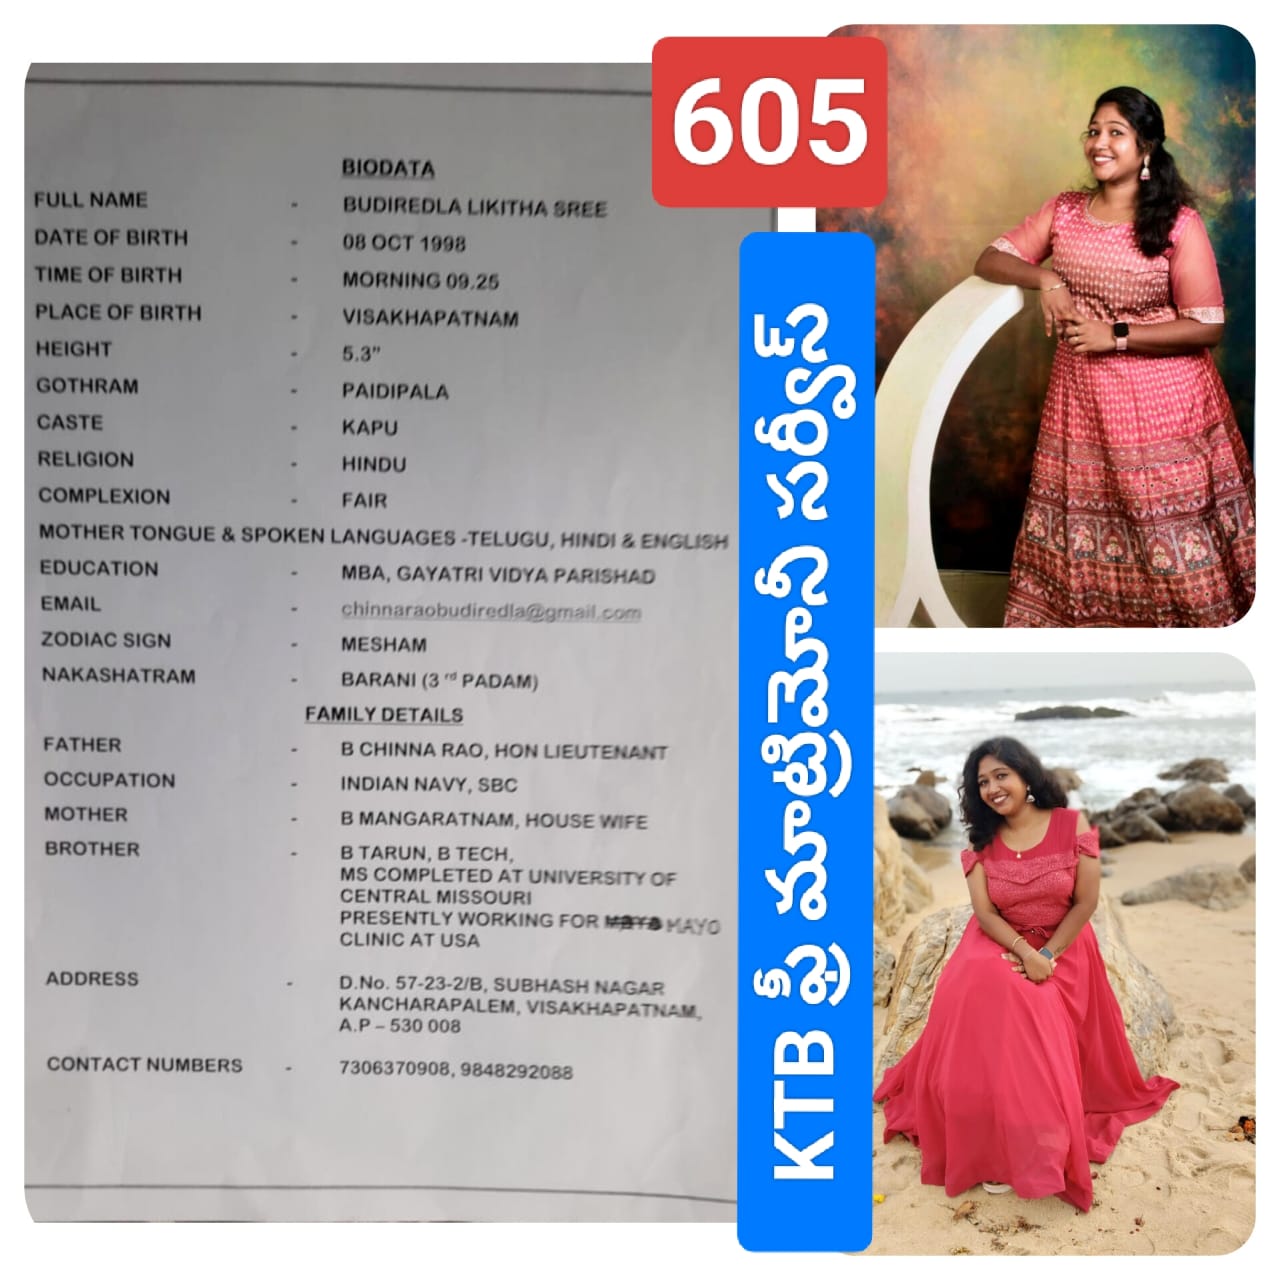 605
BIODATA
FULL NAME - BUDIREDLA LIKITHA SREE
DATE OF BIRTH - 08 OCT 1998
TIME OF BIRTH - MORNING 09.25
PLACE OF BIRTH - VISAKHAPATNAM
HEIGHT - 5.3”
GOTHRAM - PAIDIPALA
CASTE - KAPU
RELIGION - HINDU
COMPLEXION - FAIR
MOTHER TONGUE & SPOKEN LANGUAGES -TELUGU, HINDI & ENGLISH
EDUCATION - MBA, GAYATRI VIDYA PARISHAD
EMAIL - chinnaraobudiredla@gmail.com
ZODIAC SIGN - MESHAM
NAKASHATRAM - BARANI (3 rd PADAM)
FAMILY DETAILS
FATHER - B CHINNA RAO, HON LIEUTENANT
OCCUPATION - INDIAN NAVY, SBC
MOTHER - B MANGARATNAM, HOUSE WIFE
BROTHER - B TARUN, B TECH,
MS COMPLETED AT UNIVERSITY OF
CENTRAL MISSOURI
PRESENTLY WORKING FOR MAYO
CLINIC AT USA
ADDRESS - D.No. 57-23-2/B, SUBHASH NAGAR
KANCHARAPALEM, VISAKHAPATNAM,
A.P – 530 008
CONTACT NUMBERS - 7306370908, 9848292088
KTB ఫ్రీ మాట్రిమోనీ సర్వీస్